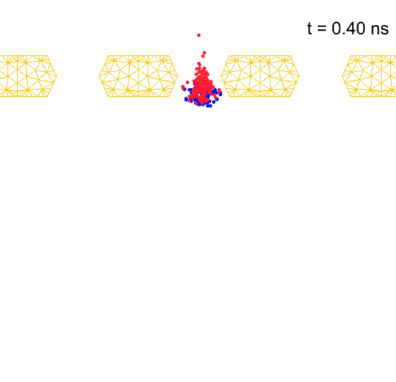 t = 0.40 ns